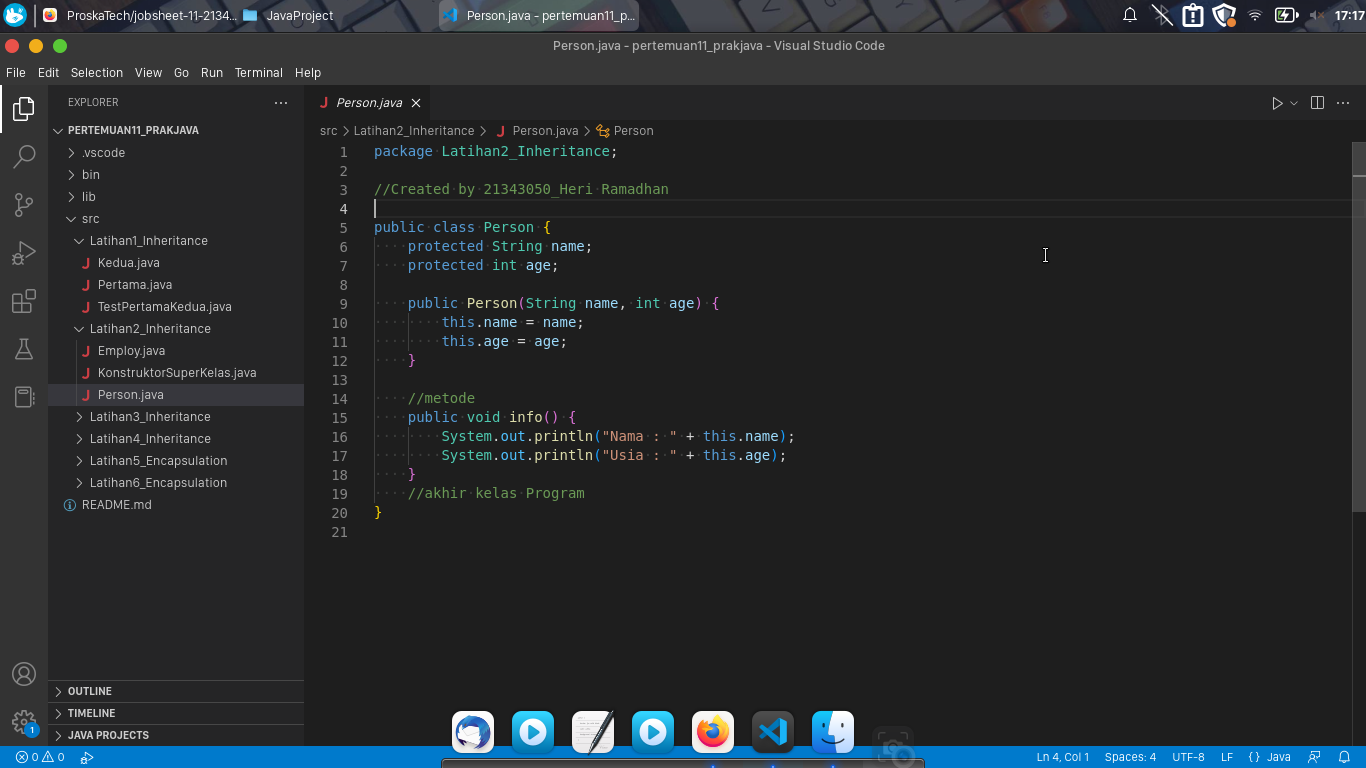 ProskaTech/jobsheet-11-2134...
JavaProject
Person.java - pertemuan11_p...
17:17
Person.java - pertemuan11_prakjava - Visual Studio Code
File Edit Selection View Go Run Terminal Help
EXPLORER
PERTEMUAN11_PRAKJAVA
.vscode
bin
lib
src
Latihan1_Inheritance
J Kedua.java
J Pertama.java
J TestPertamaKedua.java
Latihan2_Inheritance
J Employ.java
J KonstruktorSuperKelas.java
J Person.java
Latihan3_Inheritance
Latihan4_Inheritance
Latihan5_Encapsulation
Latihan6_Encapsulation
README.md
OUTLINE
TIMELINE
JAVA PROJECTS
1
J Person.java
src > Latihan2_Inheritance > J Person.java > Person
1 package Latihan2_Inheritance;
2
3 //Created by 21343050_Heri Ramadhan
4
5 public class Person {
6     protected String name;
7     protected int age;
8
9     public Person(String name, int age) {
10         this.name = name;
11         this.age = age;
12     }
13
14     //metode
15     public void info() {
16         System.out.println("Nama : " + this.name);
17         System.out.println("Usia : " + this.age);
18     }
19     //akhir kelas Program
20 }
21
0 0
Ln 4, Col 1 Spaces: 4 UTF-8 LF {} Java